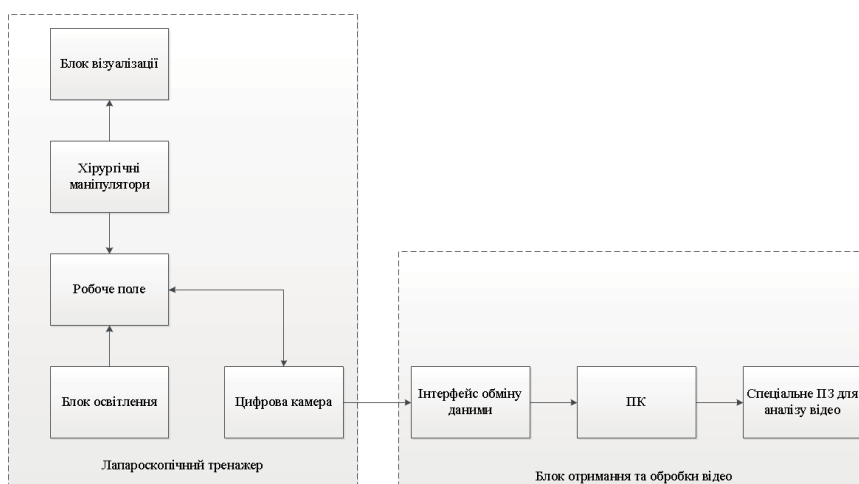 Блок візуалізації
Хірургічні
маніпулятори
Робоче поле
Блок освітлення
Цифрова камера
Лапароскопічний тренажер
Інтерфейс обміну
даними
ПК
Спеціальне ПЗ для
аналізу відео
Блок отримання та обробки відео